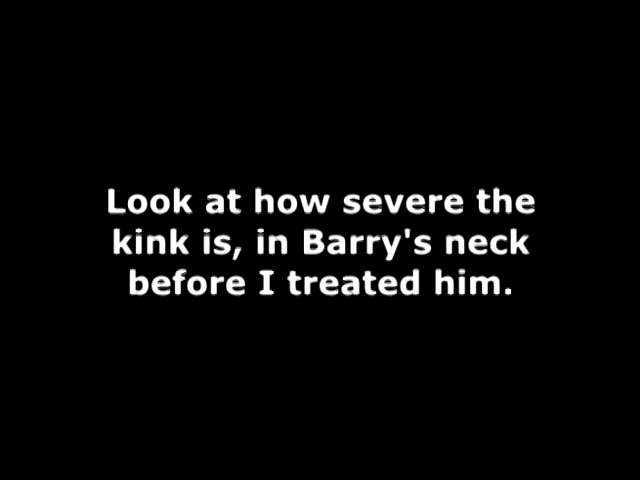 Look at how severe the
kink is, in Barry's neck
before I treated him.